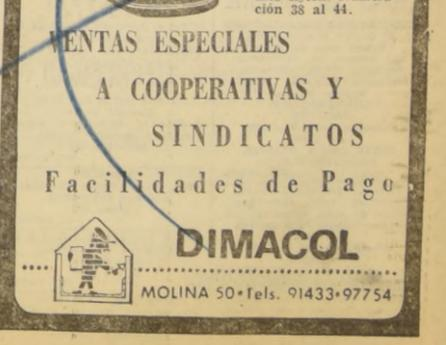 ción 38 al 44.
VENTAS ESPECIALES
A COOPERATIVAS Y
SINDICATOS
Facilidades de Pago
DIMACOL
MOLINA 50•Tels. 91433•97754